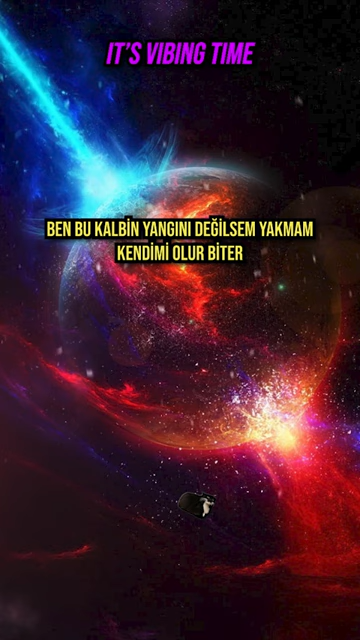 IT'S VIBING TIME
BEN BU KALBİN YANGINI DEĞİLSEM YAKMAM
KENDİMİ OLUR BİTER